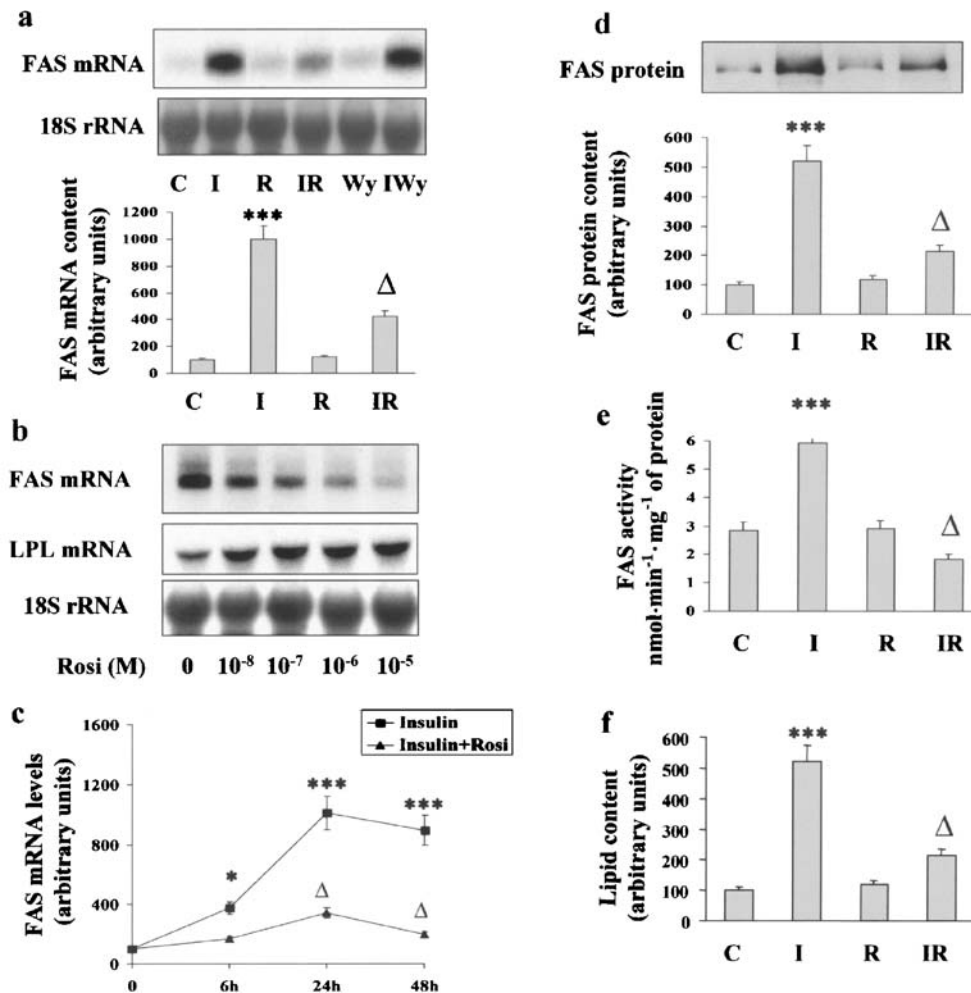 a
FAS mRNA
18S rRNA
C I R IR Wy IWy
FAS mRNA content
(arbitrary units)
1200
1000
800
600
400
200
0
***
Δ
C I R IR
b
FAS mRNA
LPL mRNA
18S rRNA
Rosi (M) 0 10⁻⁸ 10⁻⁷ 10⁻⁶ 10⁻⁵
c
FAS mRNA levels
(arbitrary units)
1600
1200
800
400
0
Insulin
Insulin+Rosi
*
***
***
Δ
Δ
0 6h 24h 48h
d
FAS protein
FAS protein content
(arbitrary units)
600
500
400
300
200
100
0
***
Δ
C I R IR
e
FAS activity
nmol·min⁻¹·mg⁻¹ of protein
6
5
4
3
2
1
0
***
Δ
C I R IR
f
Lipid content
(arbitrary units)
600
500
400
300
200
100
0
***
Δ
C I R IR